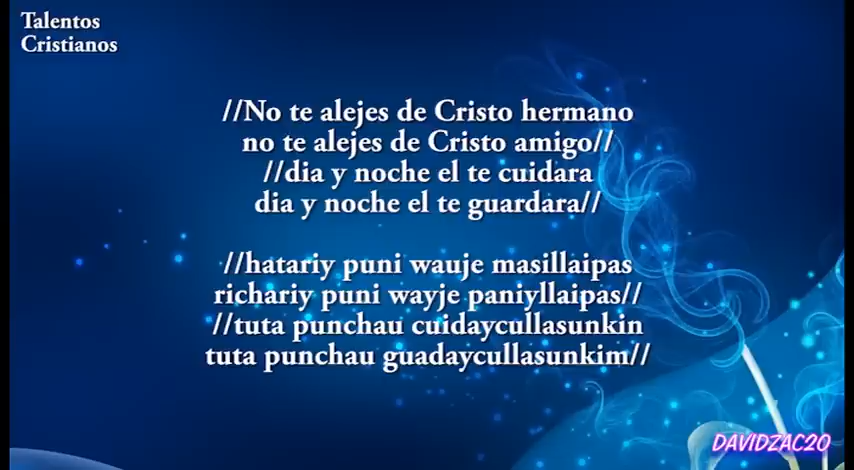 Talentos
Cristianos
//No te alejes de Cristo hermano
no te alejes de Cristo amigo//
//dia y noche el te cuidara
dia y noche el te guardara//
//hatariy puni wauje masillaipas
richariy puni wayje paniyllaipas//
//tuta punchau cuidaycullasunkin
tuta punchau guadaycullasunkim//
DAVIDZAC20